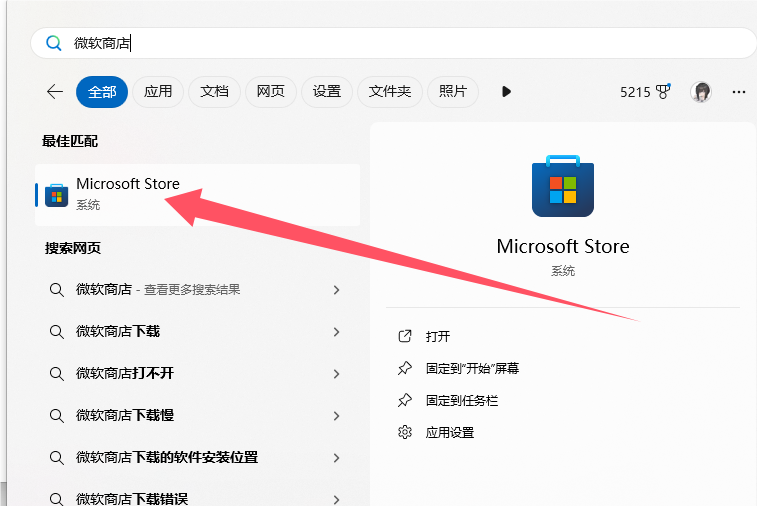 微软商店
全部 应用 文档 网页 设置 文件夹 照片 5215
最佳匹配
Microsoft Store
系统
搜索网页
微软商店 - 查看更多搜索结果
微软商店下载
微软商店打不开
微软商店下载慢
微软商店下载的软件安装位置
微软商店下载错误
Microsoft Store
系统
打开
固定到"开始"屏幕
固定到任务栏
应用设置